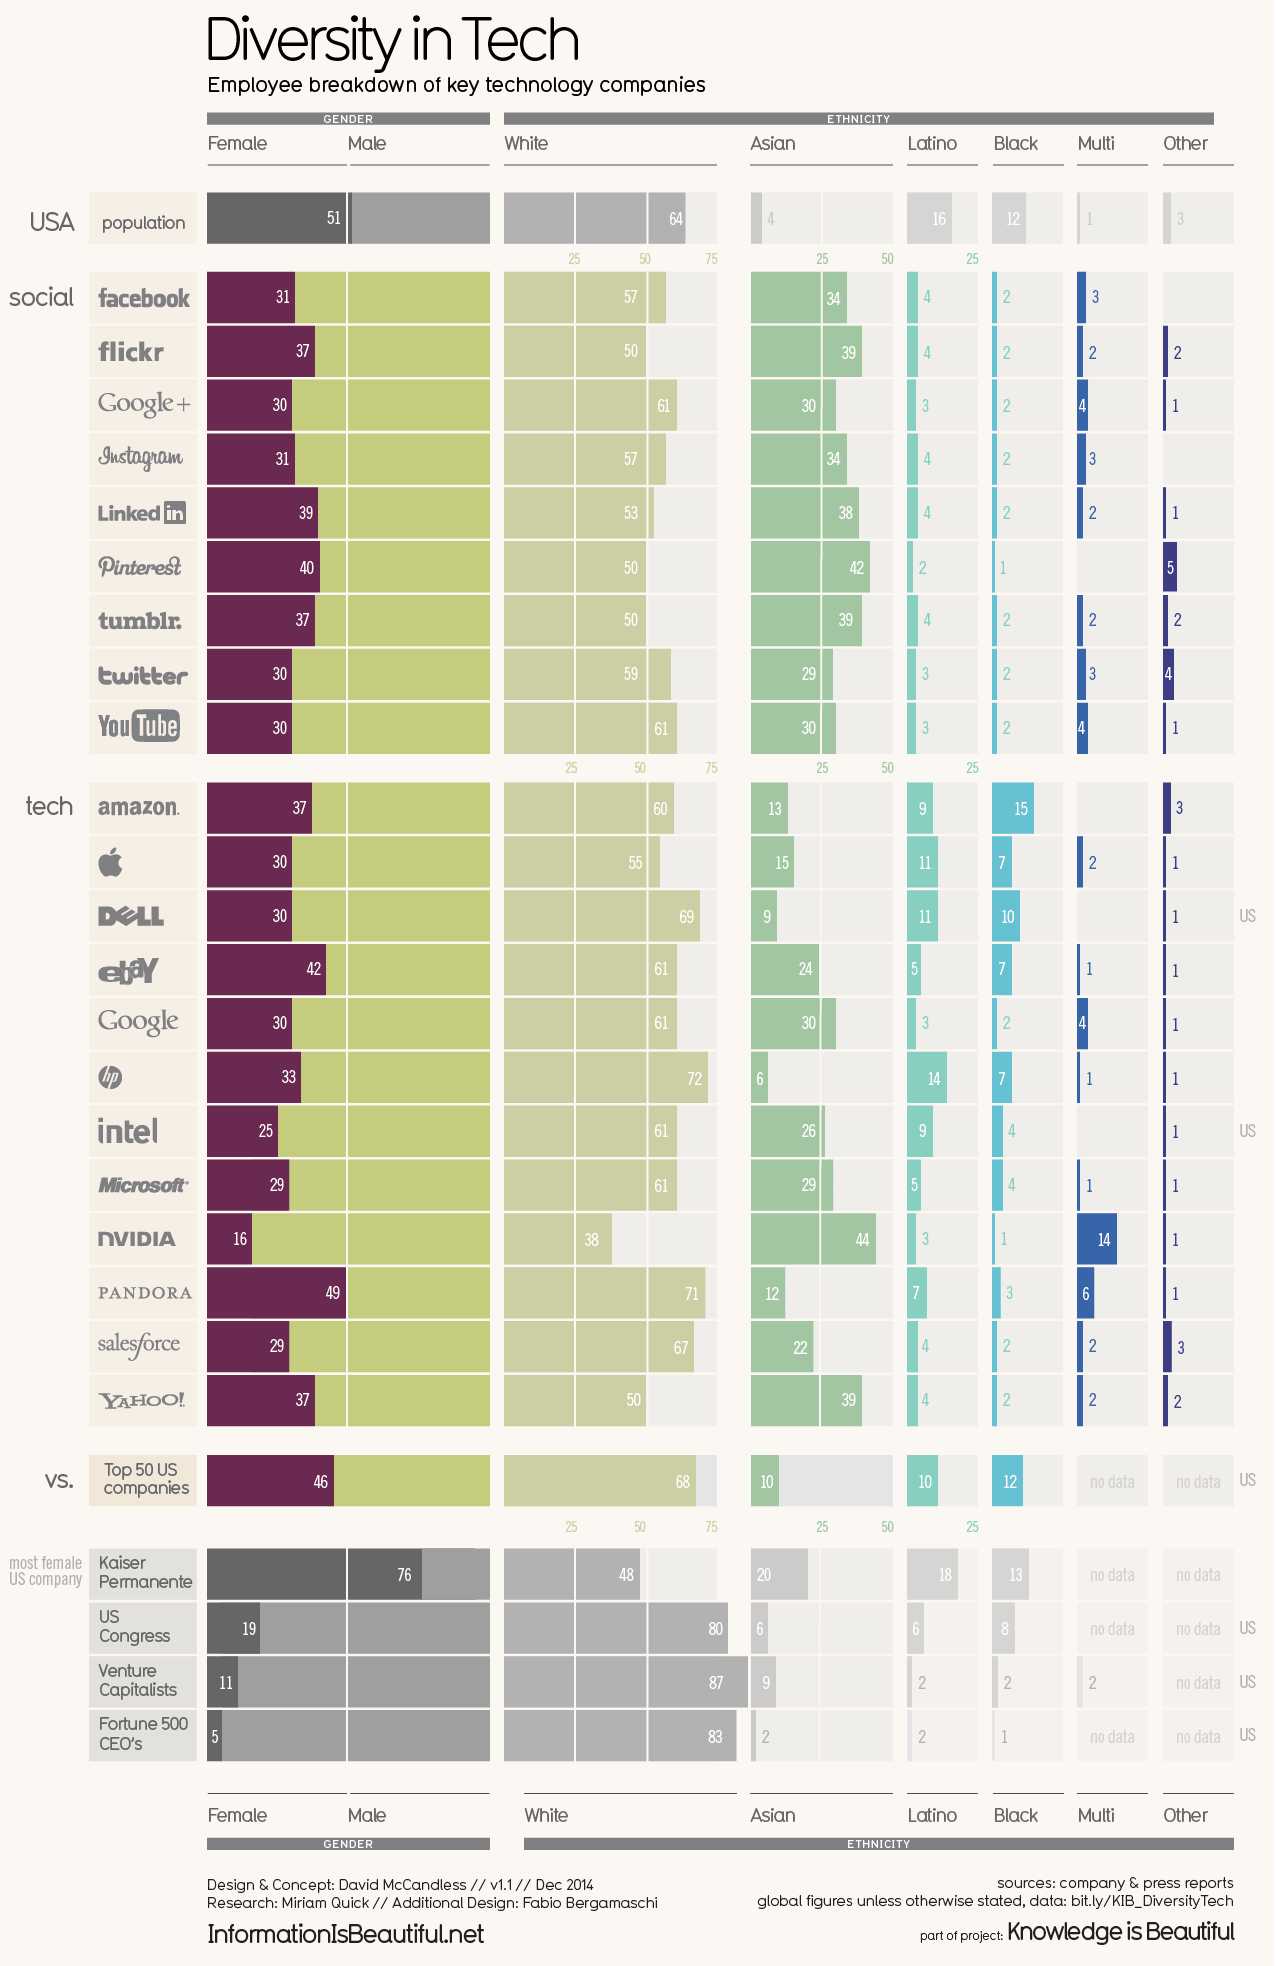 Diversity in Tech
Employee breakdown of key technology companies
GENDER ETHNICITY
Female Male White Asian Latino Black Multi Other
USA population 51 64 4 16 12 1 3
25 50 75 25 50 25
social facebook 31 57 34 4 2 3
flickr 37 50 39 4 2 2 2
Google+ 30 61 30 3 2 4 1
Instagram 31 57 34 4 2 3
Linked in 39 53 38 4 2 2 1
Pinterest 40 50 42 2 1 5
tumblr. 37 50 39 4 2 2 2
twitter 30 59 29 3 2 3 4
YouTube 30 61 30 3 2 4 1
25 50 75 25 50 25
tech amazon. 37 60 13 9 15 3
30 55 15 11 7 2 1
DELL 30 69 9 11 10 1 US
ebaY 42 61 24 5 7 1 1
Google 30 61 30 3 2 4 1
hp 33 72 6 14 7 1 1
intel 25 61 26 9 4 1 US
Microsoft 29 61 29 5 4 1 1
NVIDIA 16 38 44 3 1 14 1
PANDORA 49 71 12 7 3 6 1
salesforce 29 67 22 4 2 2 3
YAHOO! 37 50 39 4 2 2 2
vs. Top 50 US companies 46 68 10 10 12 no data no data US
25 50 75 25 50 25
most female US company Kaiser Permanente 76 48 20 18 13 no data no data
US Congress 19 80 6 6 8 no data no data US
Venture Capitalists 11 87 9 2 2 2 no data US
Fortune 500 CEO's 5 83 2 2 1 no data no data US
Female Male White Asian Latino Black Multi Other
GENDER ETHNICITY
Design & Concept: David McCandless // v1.1 // Dec 2014
Research: Miriam Quick // Additional Design: Fabio Bergamaschi
InformationIsBeautiful.net
sources: company & press reports
global figures unless otherwise stated, data: bit.ly/KIB_DiversityTech
part of project: Knowledge is Beautiful